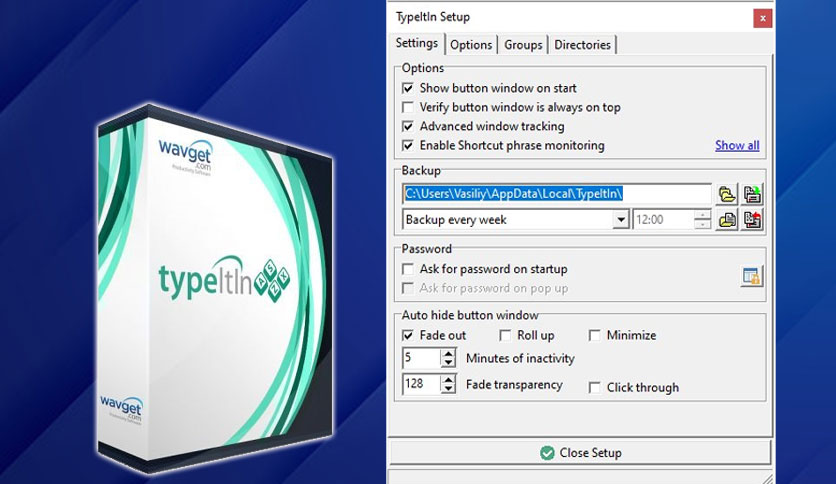 wavget
.com
Productivity Software
typeItIn
A S
Z X
wavget
.com
TypeItIn Setup
x
Settings Options Groups Directories
Options
Show button window on start
Verify button window is always on top
Advanced window tracking
Enable Shortcut phrase monitoring Show all
Backup
C:\Users\Vasiliy\AppData\Local\TypeItIn\
Backup every week 12:00
Password
Ask for password on startup
Ask for password on pop up
Auto hide button window
Fade out Roll up Minimize
5 Minutes of inactivity
128 Fade transparency Click through
Close Setup